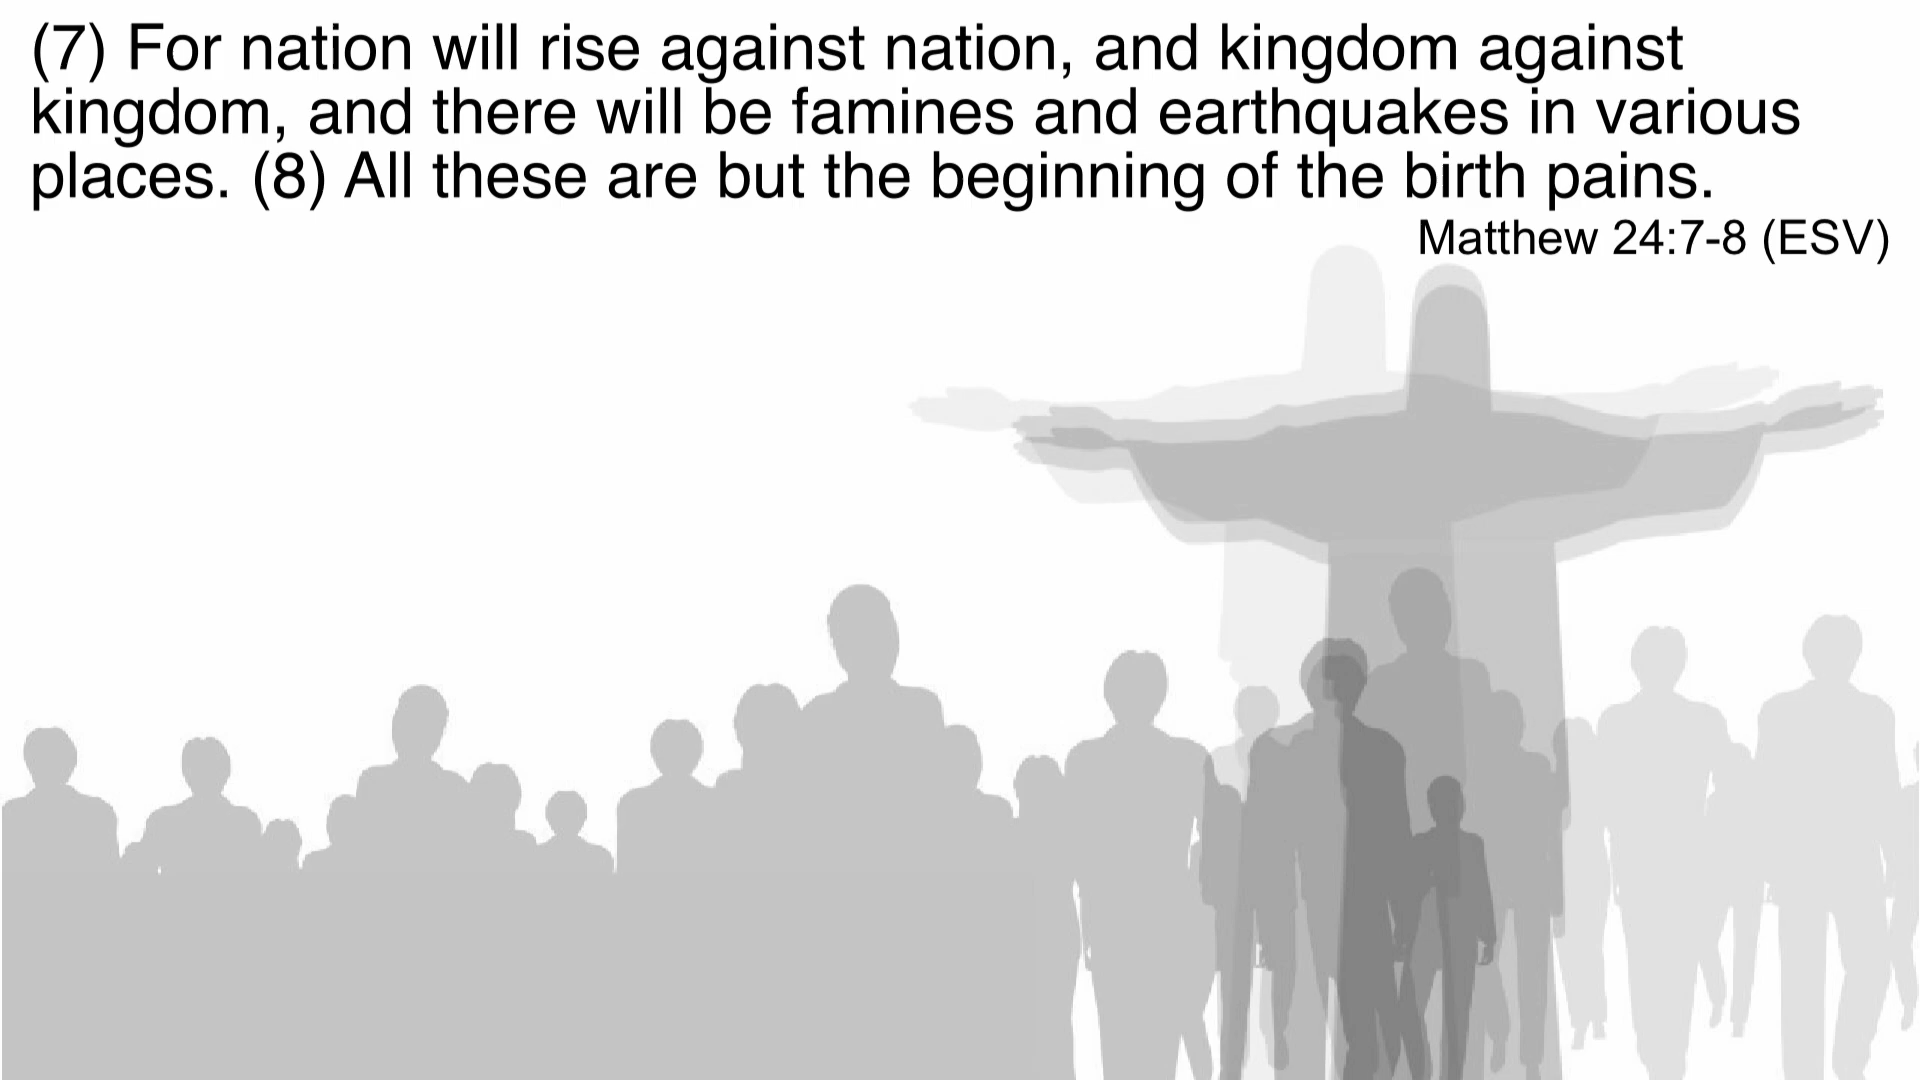 (7) For nation will rise against nation, and kingdom against
kingdom, and there will be famines and earthquakes in various
places. (8) All these are but the beginning of the birth pains.
Matthew 24:7-8 (ESV)